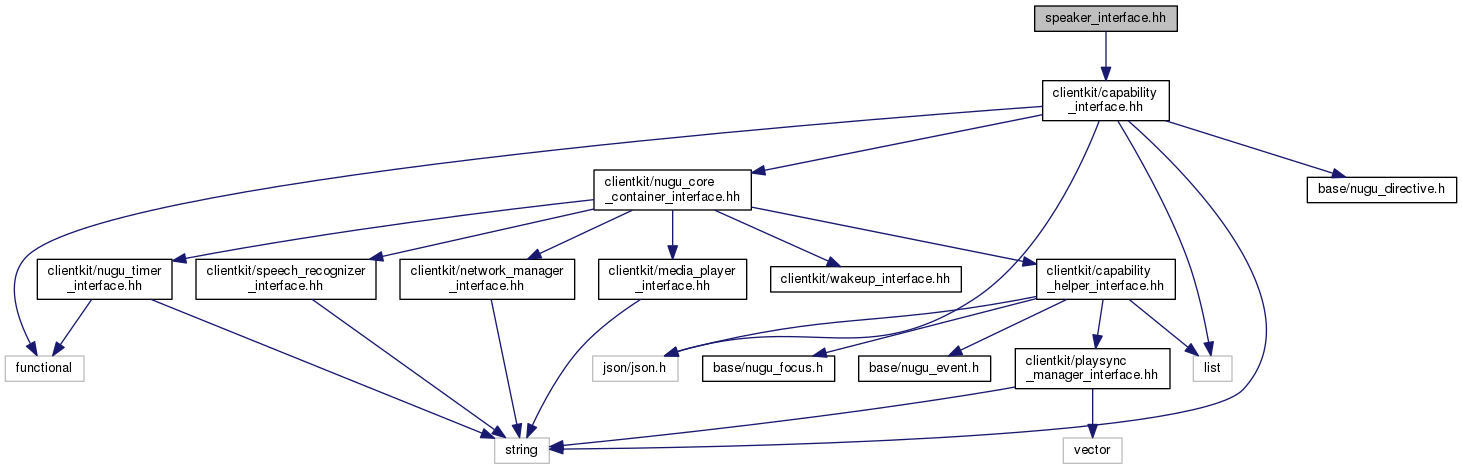 speaker_interface.hh
clientkit/capability
_interface.hh
clientkit/nugu_core
_container_interface.hh
base/nugu_directive.h
clientkit/nugu_timer
_interface.hh
clientkit/speech_recognizer
_interface.hh
clientkit/network_manager
_interface.hh
clientkit/media_player
_interface.hh
clientkit/wakeup_interface.hh
clientkit/capability
_helper_interface.hh
functional
json/json.h
base/nugu_focus.h
base/nugu_event.h
clientkit/playsync
_manager_interface.hh
list
string
vector